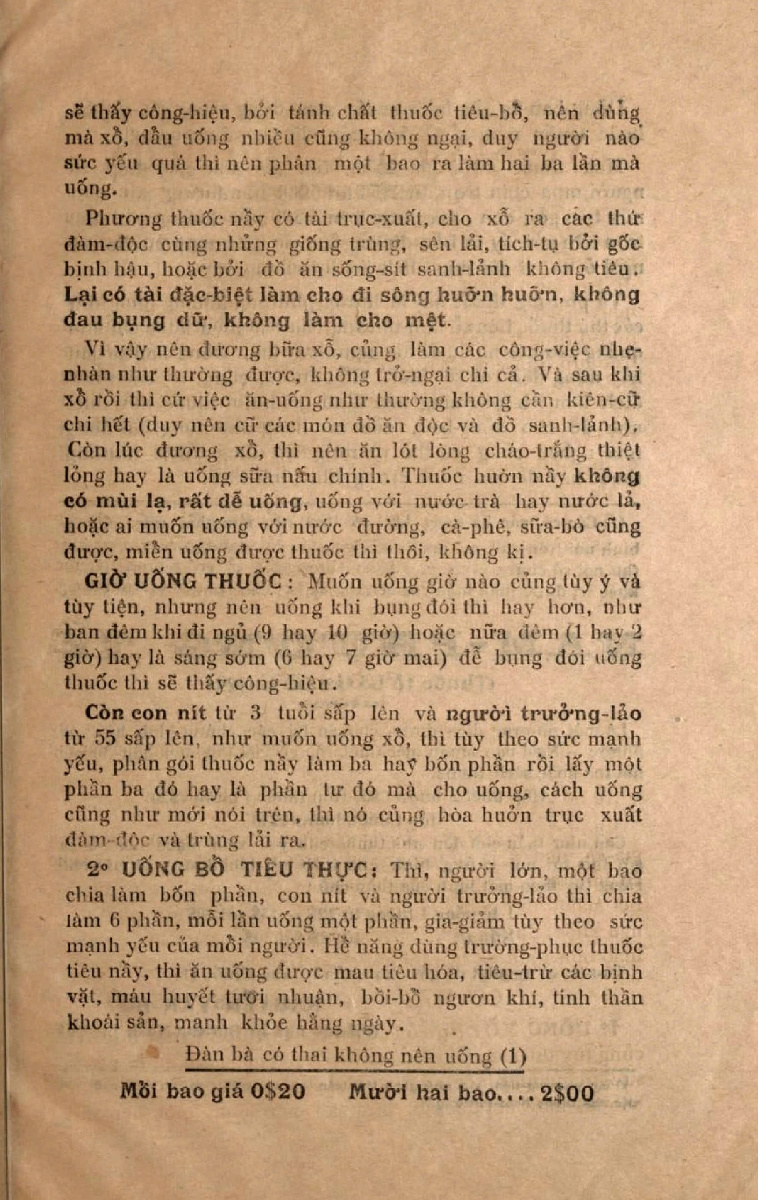 sẽ thấy công-hiệu, bởi tánh chất thuốc tiêu-bổ, nên dùng
mà xổ, dầu uống nhiều cũng không ngại, duy người nào
sức yếu quá thì nên phân một bao ra làm hai ba lần mà
uống.
Phương thuốc nầy có tài trục-xuất, cho xổ ra các thứ
đàm-độc cùng những giống trùng, sên lải, tích-tụ bởi gốc
bịnh hậu, hoặc bởi đồ ăn sống-sít sanh-lảnh không tiêu.
Lại có tài đặc-biệt làm cho đi sông huỡn huỡn, không
đau bụng dữ, không làm cho mệt.
Vì vậy nên đương bữa xổ, củng làm các công-việc nhẹ-
nhàn như thường được, không trở-ngại chi cả. Và sau khi
xổ rồi thì cứ việc ăn-uống như thường không cần kiên-cữ
chi hết (duy nên cữ các món đồ ăn độc và đồ sanh-lảnh).
Còn lúc đương xổ, thì nên ăn lót lòng cháo-trắng thiệt
lỏng hay là uống sữa nấu chính. Thuốc huờn nầy không
có mùi lạ, rất dễ uống, uống với nước trà hay nước lả,
hoặc ai muốn uống với nước đường, cà-phê, sữa-bò cũng
được, miễn uống được thuốc thì thôi, không kị.
GIỜ UỐNG THUỐC : Muốn uống giờ nào củng tùy ý và
tùy tiện, nhưng nên uống khi bụng đói thì hay hơn, như
ban đêm khi đi ngủ (9 hay 10 giờ) hoặc nữa đêm (1 hay 2
giờ) hay là sáng sớm (6 hay 7 giờ mai) để bụng đói uống
thuốc thì sẽ thấy công-hiệu.
Còn con nít từ 3 tuổi sấp lên và người trưởng-lảo
từ 55 sấp lên, như muốn uống xổ, thì tùy theo sức mạnh
yếu, phân gói thuốc nầy làm ba hay bốn phần rồi lấy một
phần ba đó hay là phần tư đó mà cho uống, cách uống
cũng như mới nói trên, thì nó củng hòa huởn trục xuất
đàm-độc và trùng lải ra.
2º UỐNG BỔ TIÊU THỰC : Thì, người lớn, một bao
chia làm bốn phần, con nít và người trưởng-lảo thì chia
làm 6 phần, mỗi lần uống một phần, gia-giảm tùy theo sức
mạnh yếu của mồi người. Hể năng dùng trường-phục thuốc
tiêu nầy, thì ăn uống được mau tiêu hóa, tiêu-trừ các bịnh
vặt, máu huyết tươi nhuận, bồi-bổ ngươn khí, tinh thần
khoái sản, mạnh khỏe hằng ngày.
Đàn bà có thai không nên uống (1)
Mỗi bao giá 0$20 Mười hai bao.... 2$00